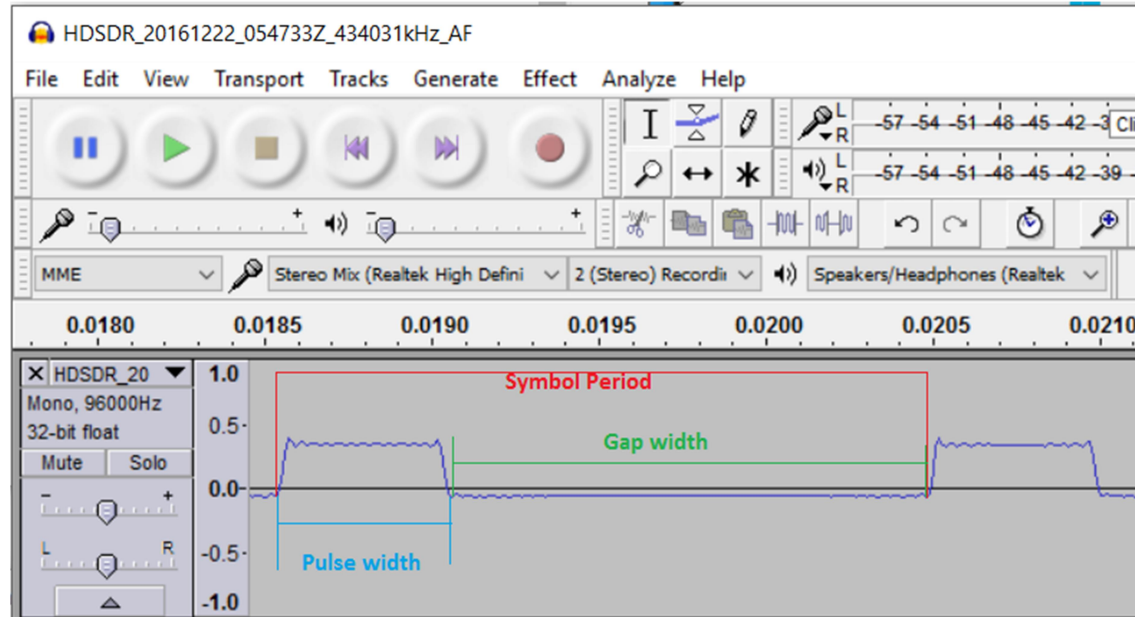 HDSDR_20161222_054733Z_434031kHz_AF
File Edit View Transport Tracks Generate Effect Analyze Help
L
R
-57 -54 -51 -48 -45 -42 -3
Cli
L
R
-57 -54 -51 -48 -45 -42 -39
- +
- +
MME
Stereo Mix (Realtek High Defini
2 (Stereo) Recordin
Speakers/Headphones (Realtek
0.0180 0.0185 0.0190 0.0195 0.0200 0.0205 0.0210
X HDSDR_20
Mono, 96000Hz
32-bit float
Mute Solo
- +
L R
1.0
0.5-
0.0-
-0.5-
-1.0
Symbol Period
Gap width
Pulse width